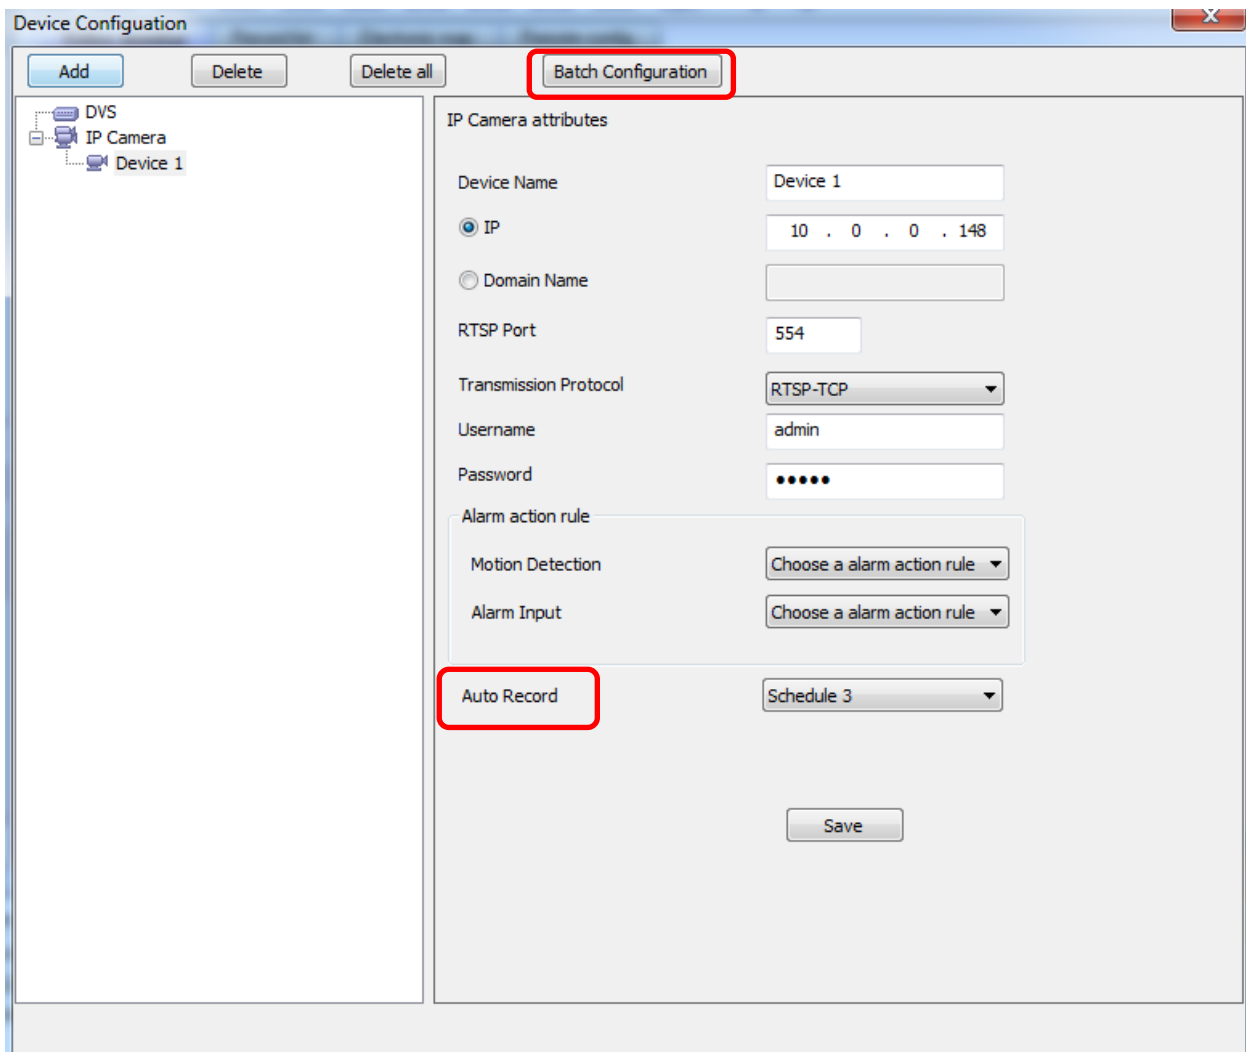 Device Configuation
X
Add Delete Delete all Batch Configuration
DVS
IP Camera
Device 1
IP Camera attributes
Device Name Device 1
IP 10 . 0 . 0 . 148
Domain Name
RTSP Port 554
Transmission Protocol RTSP-TCP
Username admin
Password •••••
Alarm action rule
Motion Detection Choose a alarm action rule
Alarm Input Choose a alarm action rule
Auto Record Schedule 3
Save